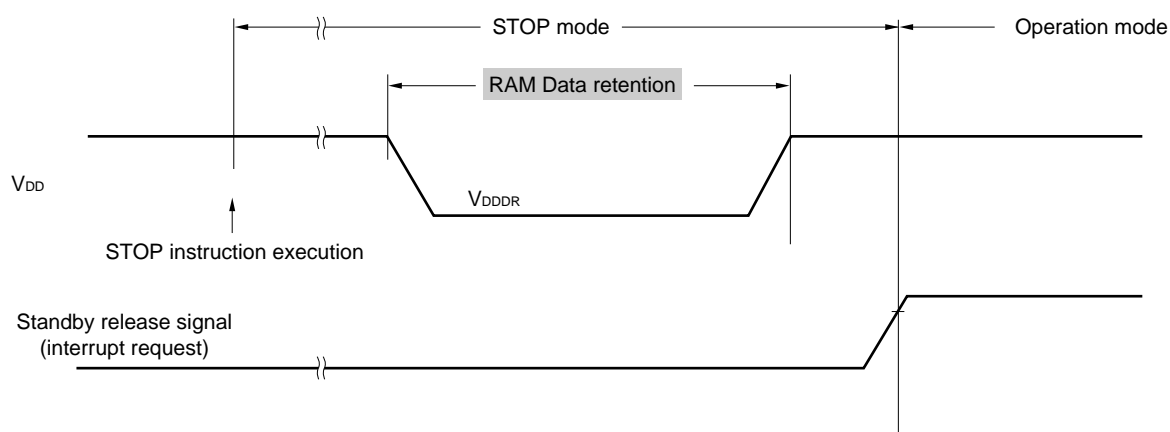 STOP mode
Operation mode
RAM Data retention
VDD
VDDDR
STOP instruction execution
Standby release signal
(interrupt request)